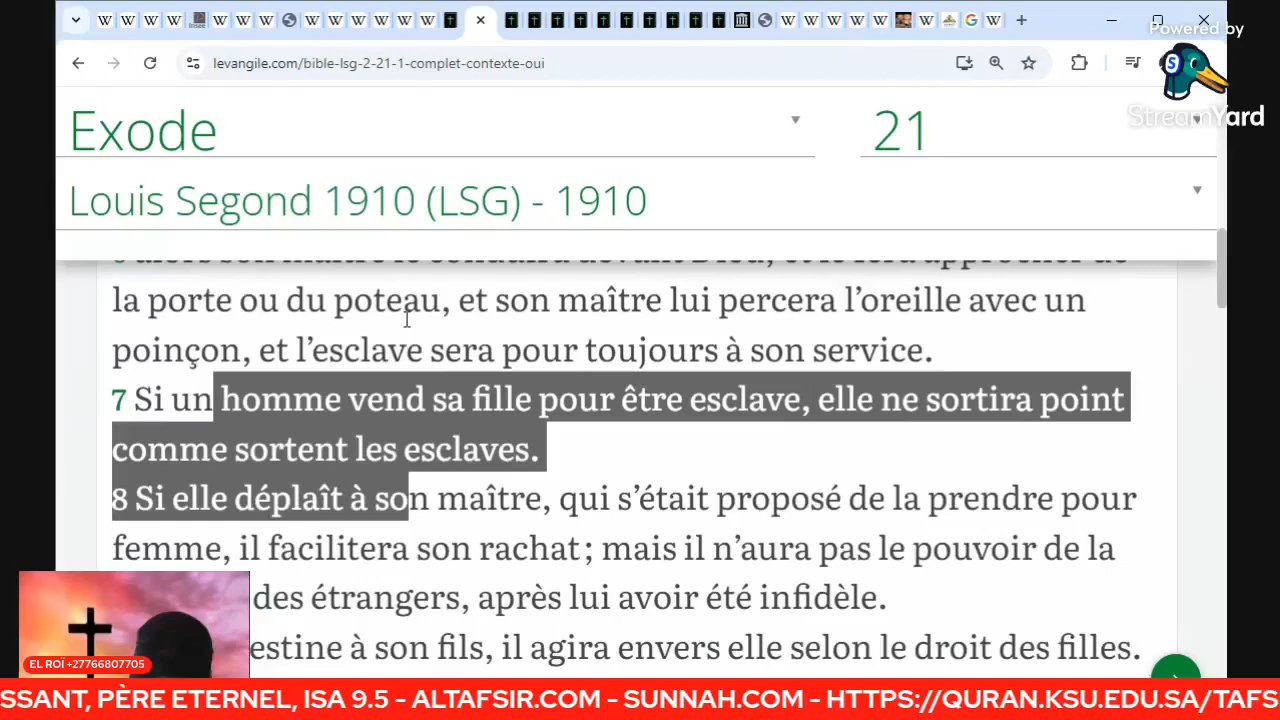 Powered by
StreamYard
levangile.com/bible-lsg-2-21-1-complet-contexte-oui
Exode
21
Louis Segond 1910 (LSG) - 1910
la porte ou du poteau, et son maître lui percera l’oreille avec un
poinçon, et l’esclave sera pour toujours à son service.
7 Si un homme vend sa fille pour être esclave, elle ne sortira point
comme sortent les esclaves.
8 Si elle déplaît à son maître, qui s’était proposé de la prendre pour
femme, il facilitera son rachat ; mais il n’aura pas le pouvoir de la
des étrangers, après lui avoir été infidèle.
estine à son fils, il agira envers elle selon le droit des filles.
EL ROÏ +27766807705
SSANT, PÈRE ETERNEL, ISA 9.5 - ALTAFSIR.COM - SUNNAH.COM - HTTPS://QURAN.KSU.EDU.SA/TAFS